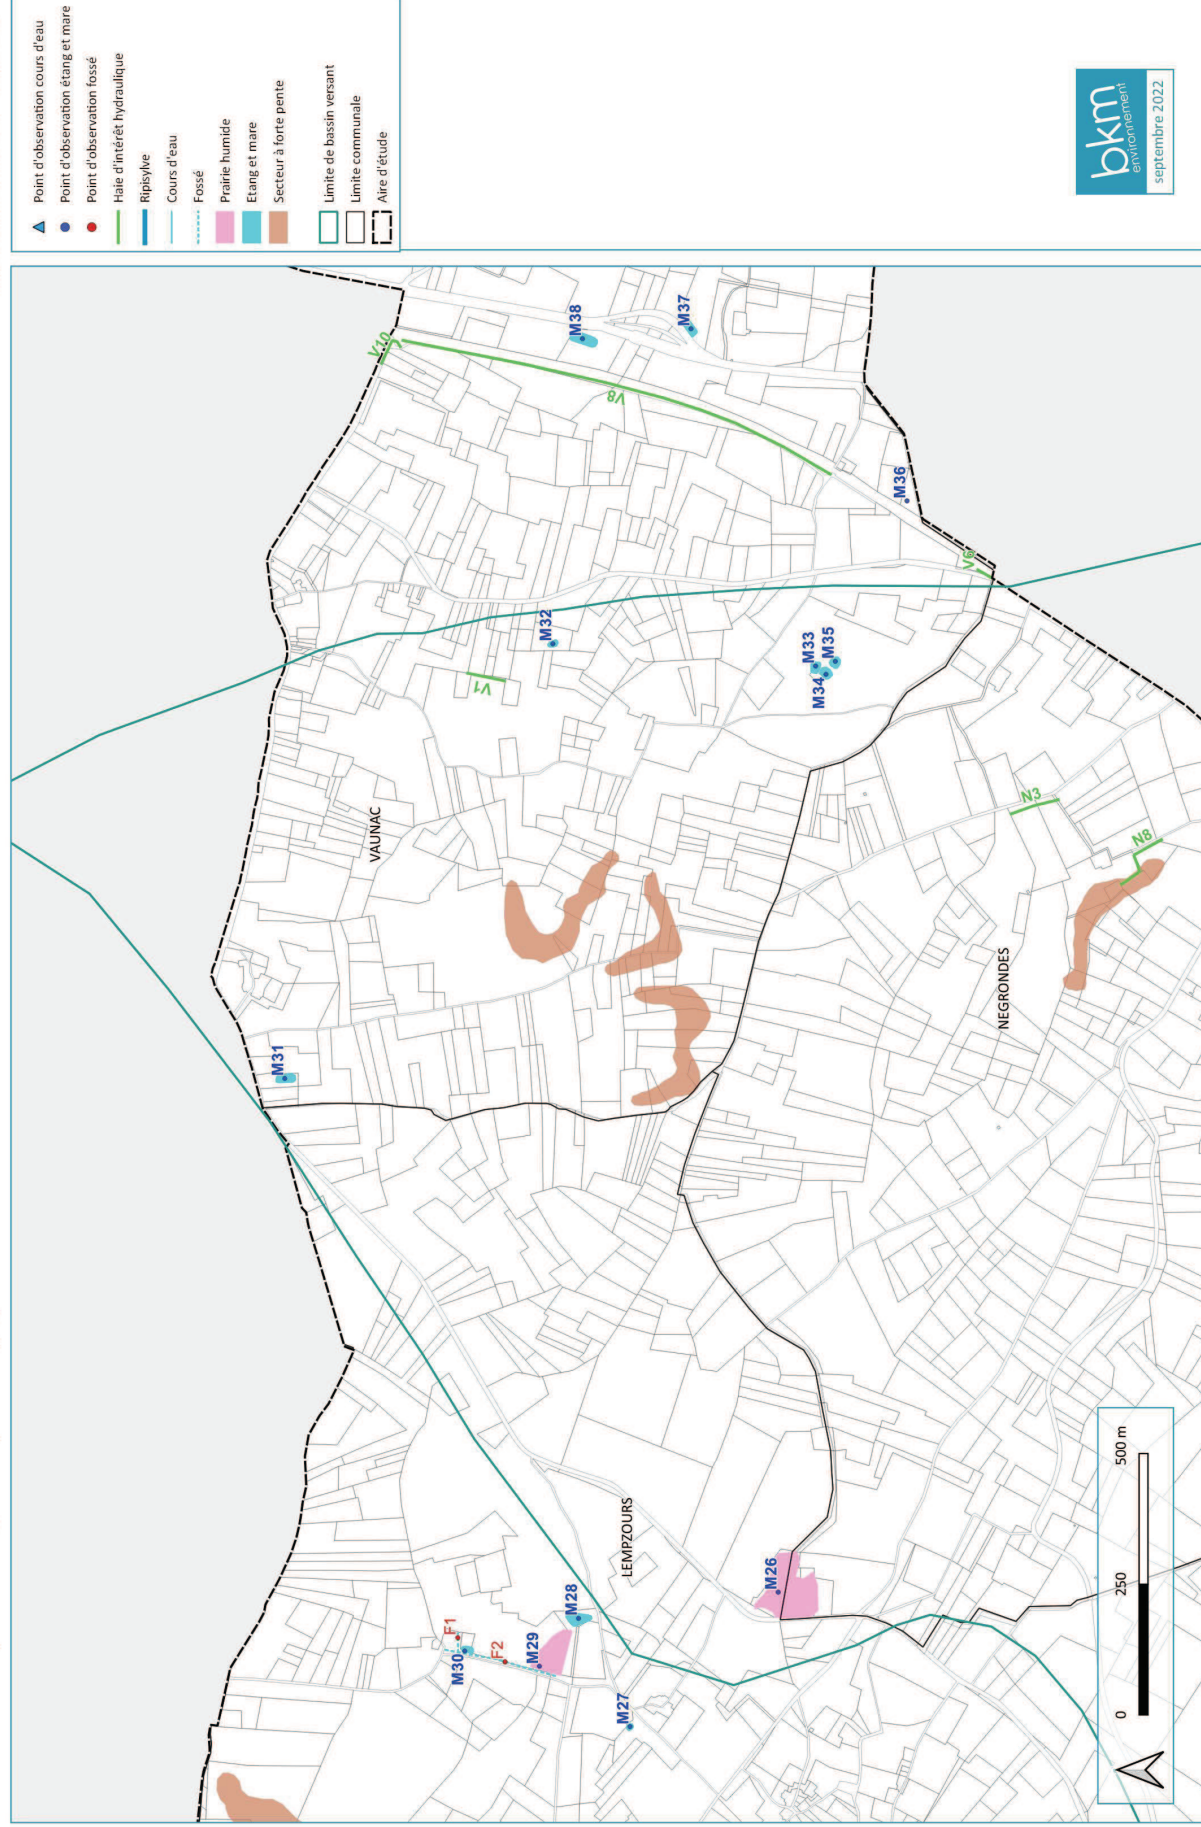 Point d'observation cours d'eau
Point d'observation étang et mare
Point d'observation fossé
Haie d'intérêt hydraulique
Ripisylve
Cours d'eau
Fossé
Prairie humide
Etang et mare
Secteur à forte pente
Limite de bassin versant
Limite communale
Aire d'étude
bkm
environnement
septembre 2022
V10
M38
M37
V8
M36
V6
M32
V1
M33
M35
M34
VAUNAC
N3
N8
NEGRONDES
M31
LEMPZOURS
M26
M28
F1
M30
F2
M29
M27
0
250
500 m